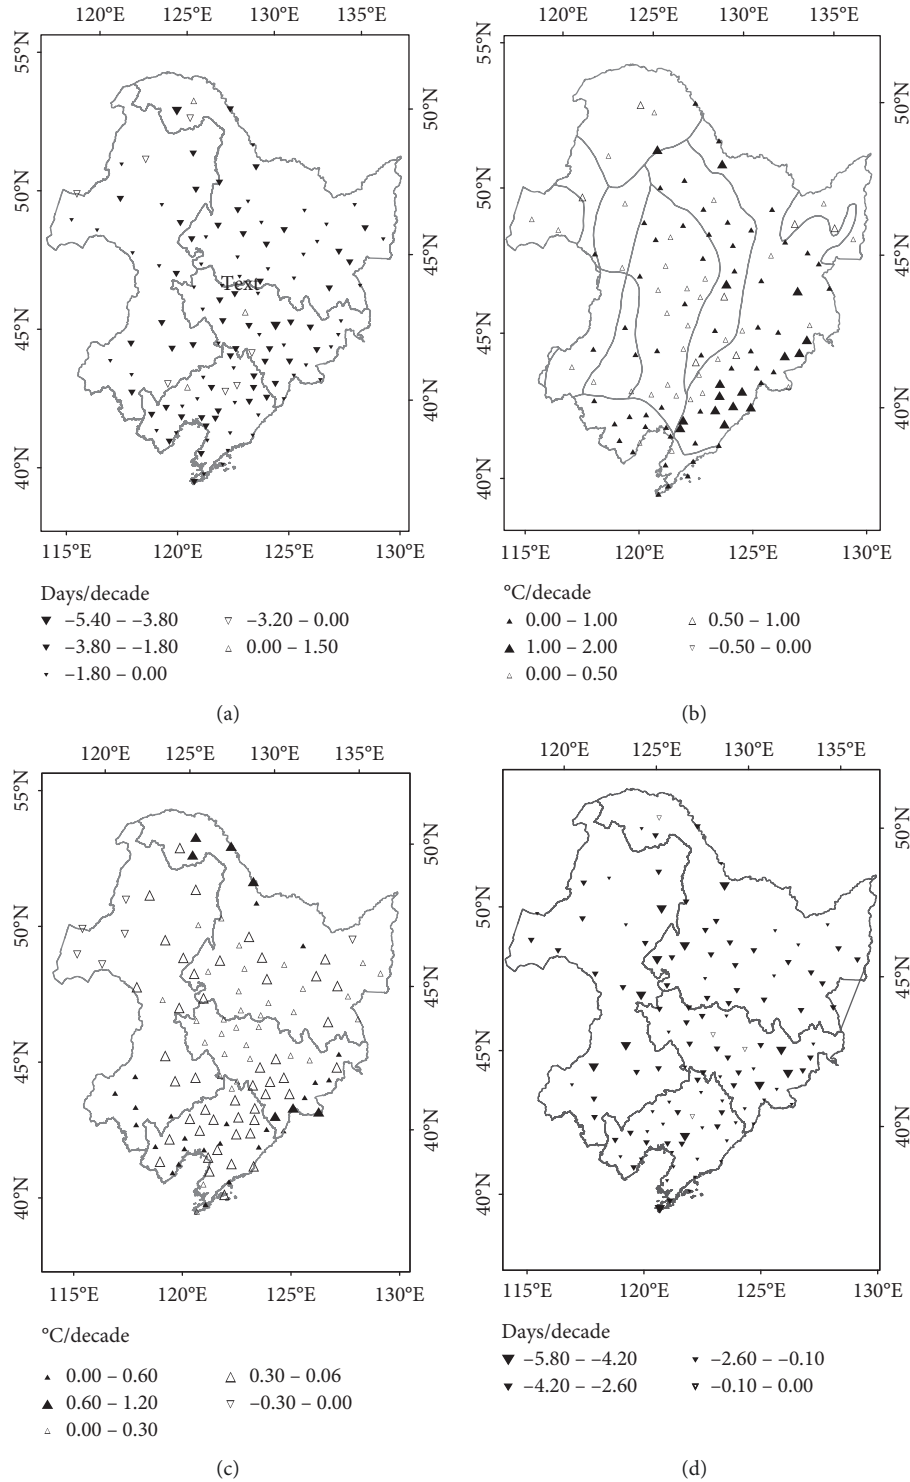 120°E 125°E 130°E 135°E
55°N
50°N
50°N
45°N
45°N
40°N
40°N
Text
115°E 120°E 125°E 130°E
Days/decade
−5.40 – −3.80
−3.20 – 0.00
−3.80 – −1.80
0.00 – 1.50
−1.80 – 0.00
(a)
120°E 125°E 130°E 135°E
55°N
50°N
50°N
45°N
45°N
40°N
40°N
115°E 120°E 125°E 130°E
°C/decade
0.00 – 1.00
0.50 – 1.00
1.00 – 2.00
−0.50 – 0.00
0.00 – 0.50
(b)
120°E 125°E 130°E 135°E
55°N
50°N
50°N
45°N
45°N
40°N
40°N
115°E 120°E 125°E 130°E
°C/decade
0.00 – 0.60
0.30 – 0.06
0.60 – 1.20
−0.30 – 0.00
0.00 – 0.30
(c)
120°E 125°E 130°E 135°E
55°N
50°N
50°N
45°N
45°N
40°N
40°N
115°E 120°E 125°E 130°E
Days/decade
−5.80 – −4.20
−2.60 – −0.10
−4.20 – −2.60
−0.10 – 0.00
(d)